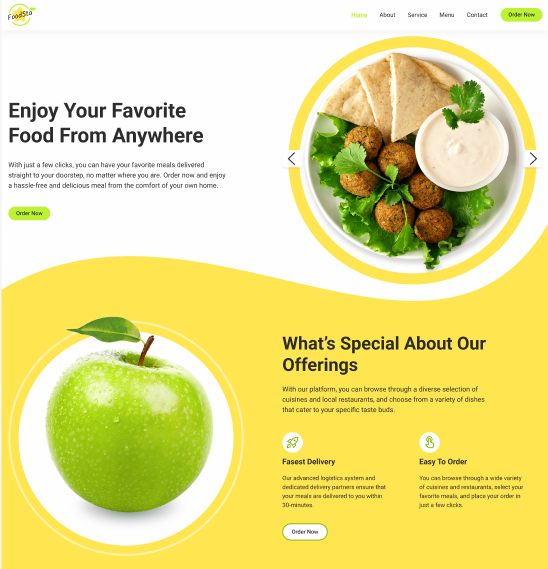 FoodSta
Home
About
Service
Menu
Contact
Order Now
Enjoy Your Favorite
Food From Anywhere
With just a few clicks, you can have your favorite meals delivered
straight to your doorstep, no matter where you are. Order now and enjoy
a hassle-free and delicious meal from the comfort of your own home.
Order Now
What's Special About Our
Offerings
With our platform, you can browse through a diverse selection of
cuisines and local restaurants, and choose from a variety of dishes
that cater to your specific taste buds.
Fasest Delivery
Our advanced logistics system and
dedicated delivery partners ensure that
your meals are delivered to you within
30-minutes.
Easy To Order
You can browse through a wide variety
of cuisines and restaurants, select your
favorite meals, and place your order in
just a few clicks.
Order Now